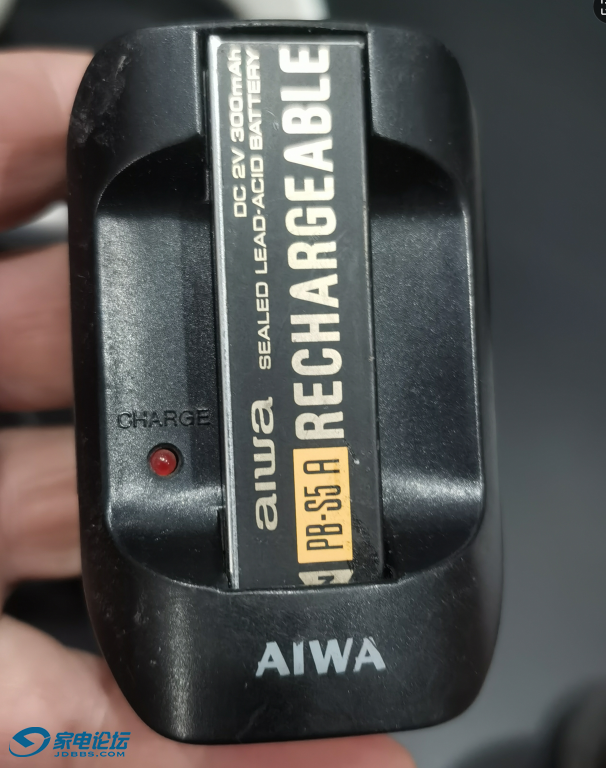 DC 2V 300mAh
SEALED LEAD-ACID BATTERY
aiwa
RECHARGEABLE
PB-S5 A
N
CHARGE
AIWA
家电论坛
JDBBS.COM